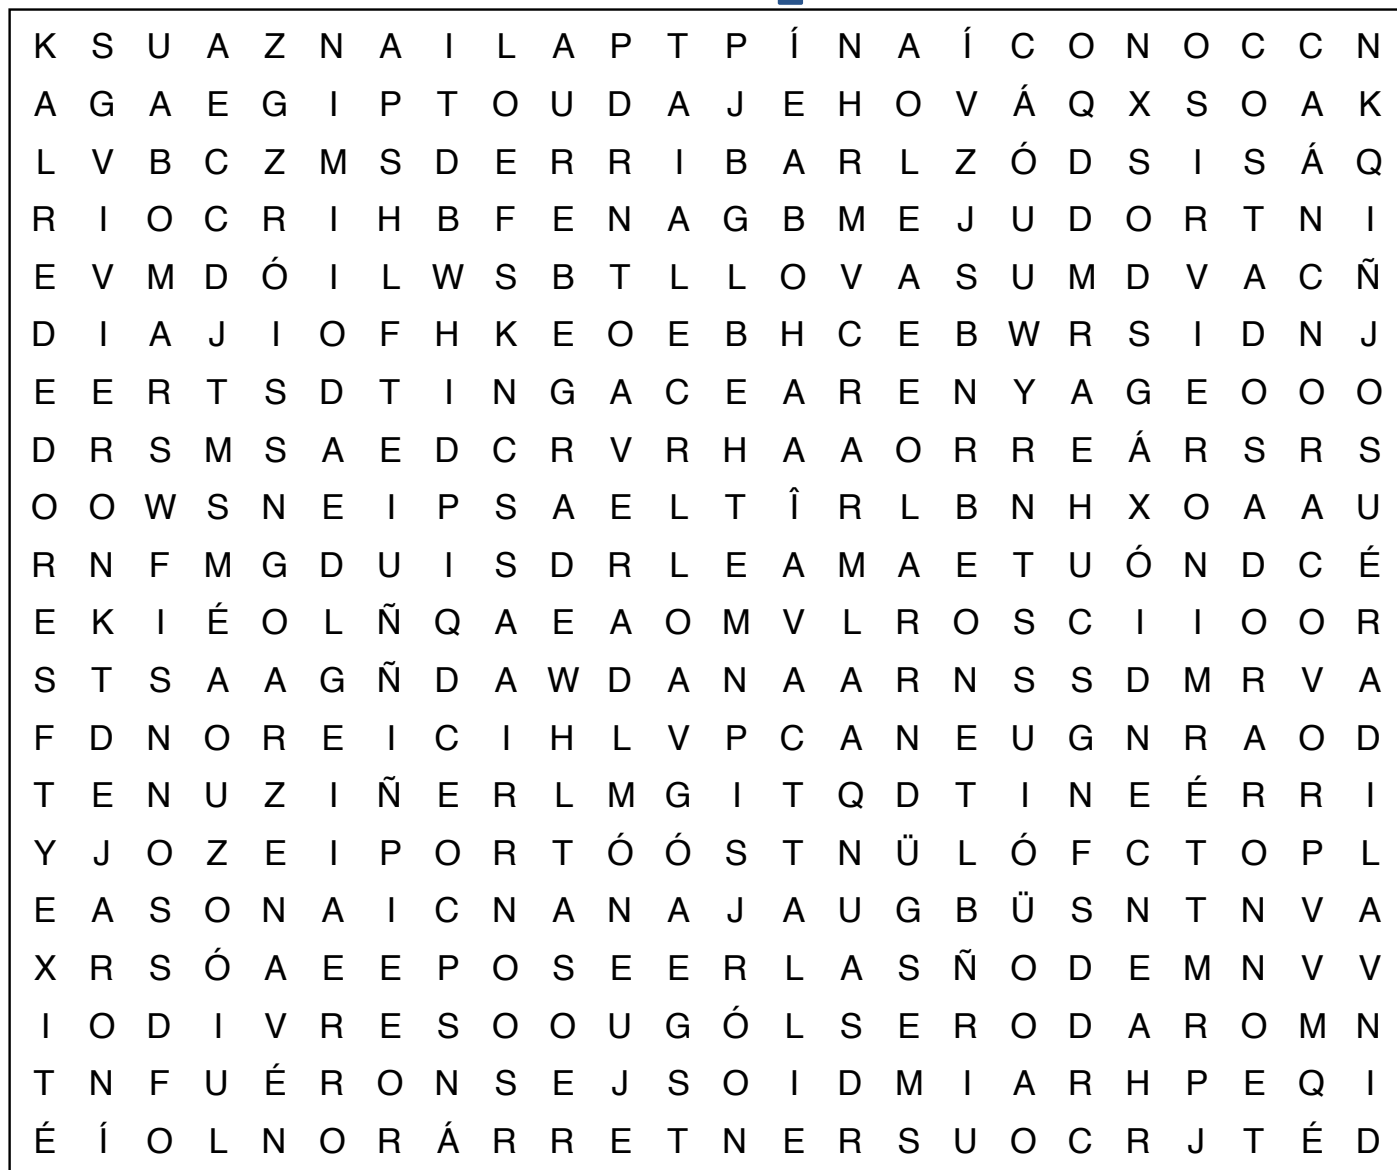 K S U A Z N A I L A P T P Í N A Í C O N O C C N
A G A E G I P T O U D A J E H O V Á Q X S O A K
L V B C Z M S D E R R I B A R L Z Ó D S I S Á Q
R I O C R I H B F E N A G B M E J U D O R T N I
E V M D Ó I L W S B T L L O V A S U M D V A C Ñ
D I A J I O F H K E O E B H C E B W R S I D N J
E E R T S D T I N G A C E A R E N Y A G E O O O
D R S M S A E D C R V R H A A O R R E Á R S R S
O O W S N E I P S A E L T Î R L B N H X O A A U
R N F M G D U I S D R L E A M A E T U Ó N D C É
E K I É O L Ñ Q A E A O M V L R O S C I I O O R
S T S A A G Ñ D A W D A N A A R N S S D M R V A
F D N O R E I C I H L V P C A N E U G N R A O D
T E N U Z I Ñ E R L M G I T Q D T I N E É R R I
Y J O Z E I P O R T Ó Ó S T N Ü L Ó F C T O P L
E A S O N A I C N A N A J A U G B Ü S N T N V A
X R S Ó A E E P O S E E R L A S Ñ O D E M N V V
I O D I V R E S O O U G Ó L S E R O D A R O M N
T N F U É R O N S E J S O I D M I A R H P E Q I
É Í O L N O R Á R R E T N E R S U O C R J T É D